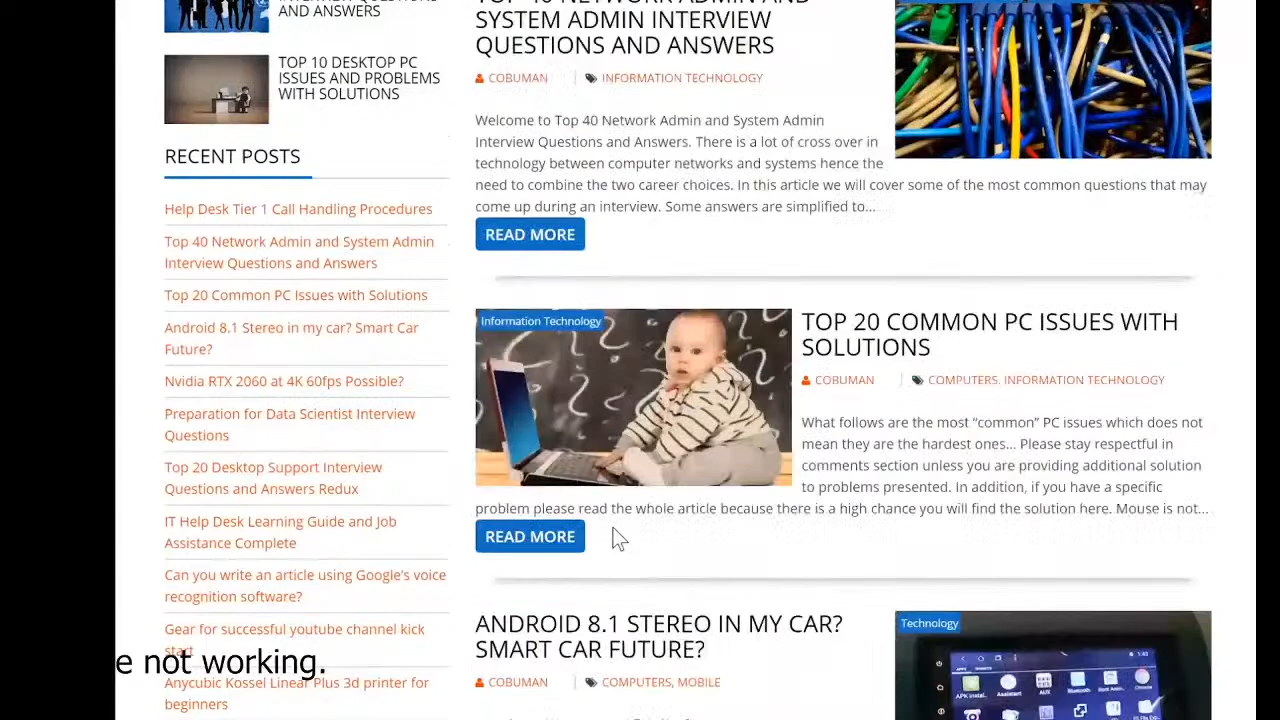 INTERVIEW QUESTIONS
AND ANSWERS
TOP 10 DESKTOP PC
ISSUES AND PROBLEMS
WITH SOLUTIONS
RECENT POSTS
Help Desk Tier 1 Call Handling Procedures
Top 40 Network Admin and System Admin
Interview Questions and Answers
Top 20 Common PC Issues with Solutions
Android 8.1 Stereo in my car? Smart Car
Future?
Nvidia RTX 2060 at 4K 60fps Possible?
Preparation for Data Scientist Interview
Questions
Top 20 Desktop Support Interview
Questions and Answers Redux
IT Help Desk Learning Guide and Job
Assistance Complete
Can you write an article using Google's voice
recognition software?
Gear for successful youtube channel kick
start
e not working.
Anycubic Kossel Linear Plus 3d printer for
beginners
TOP 40 NETWORK ADMIN AND
SYSTEM ADMIN INTERVIEW
QUESTIONS AND ANSWERS
COBUMAN | INFORMATION TECHNOLOGY
Welcome to Top 40 Network Admin and System Admin
Interview Questions and Answers. There is a lot of cross over in
technology between computer networks and systems hence the
need to combine the two career choices. In this article we will cover some of the most common questions that may
come up during an interview. Some answers are simplified to...
READ MORE
Information Technology
TOP 20 COMMON PC ISSUES WITH
SOLUTIONS
COBUMAN | COMPUTERS, INFORMATION TECHNOLOGY
What follows are the most “common” PC issues which does not
mean they are the hardest ones... Please stay respectful in
comments section unless you are providing additional solution
to problems presented. In addition, if you have a specific
problem please read the whole article because there is a high chance you will find the solution here. Mouse is not...
READ MORE
ANDROID 8.1 STEREO IN MY CAR?
SMART CAR FUTURE?
COBUMAN | COMPUTERS, MOBILE
Technology
Assistant
AUX
Bluetooth
Chrome